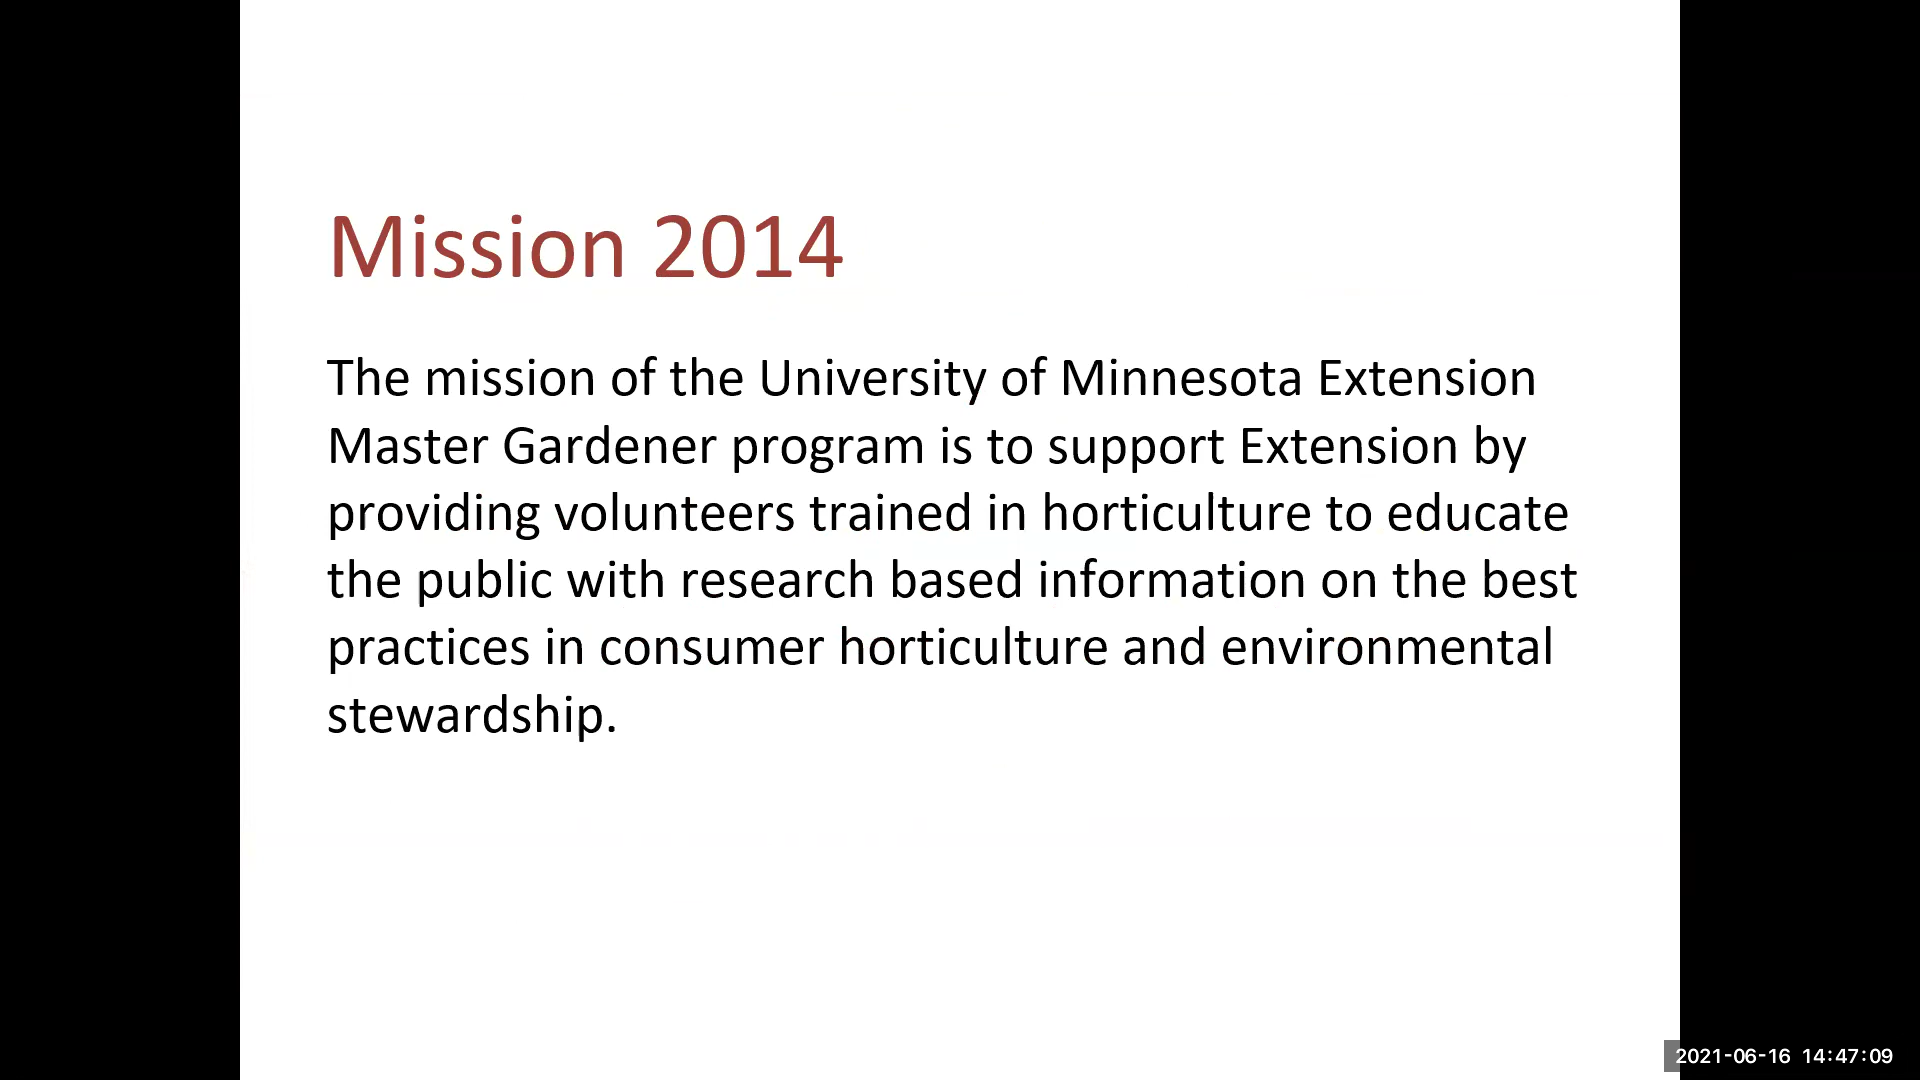 Mission 2014
The mission of the University of Minnesota Extension
Master Gardener program is to support Extension by
providing volunteers trained in horticulture to educate
the public with research based information on the best
practices in consumer horticulture and environmental
stewardship.
2021-06-16 14:47:09